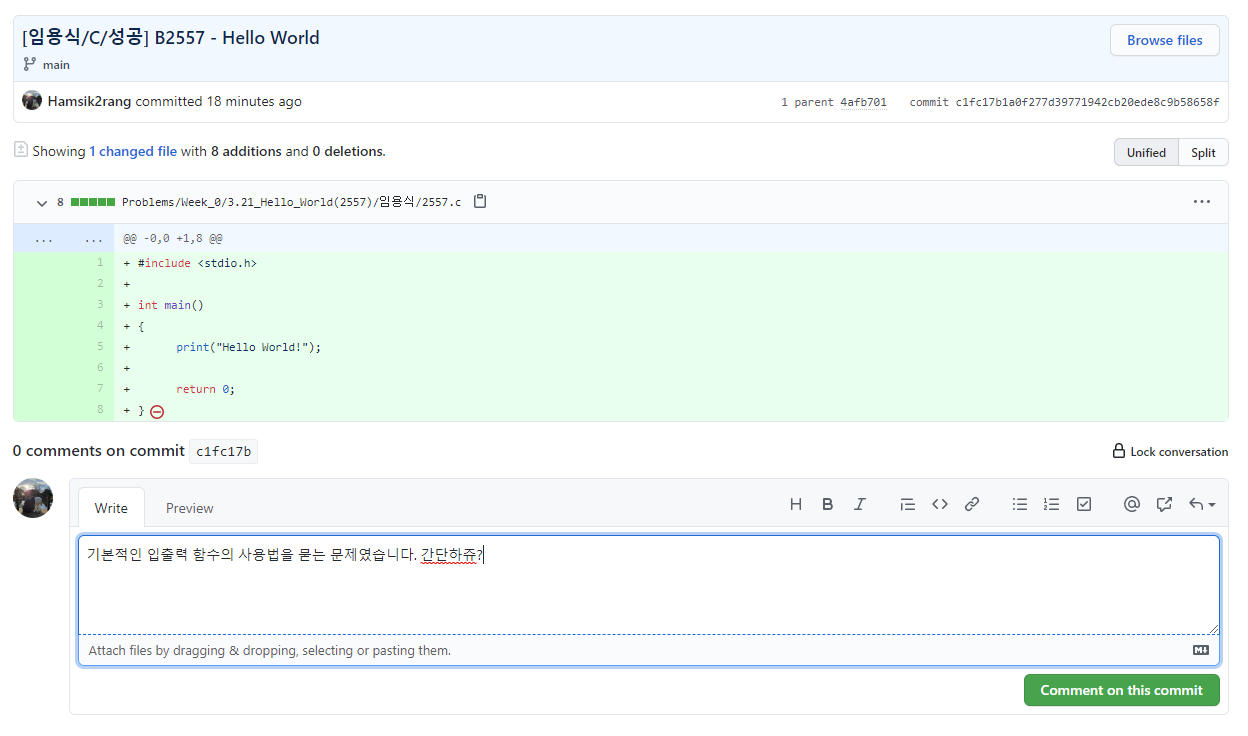 [임용식/C/성공] B2557 - Hello World
Browse files
main
Hamsik2rang committed 18 minutes ago
1 parent 4afb701 commit c1fc17b1a0f277d39771942cb20ede8c9b58658f
Showing 1 changed file with 8 additions and 0 deletions.
Unified Split
8 Problems/Week_0/3.21_Hello_World(2557)/임용식/2557.c
... ... @@ -0,0 +1,8 @@
1 + #include <stdio.h>
2 +
3 + int main()
4 + {
5 + print("Hello World!");
6 +
7 + return 0;
8 + }
0 comments on commit c1fc17b
Lock conversation
Write Preview
기본적인 입출력 함수의 사용법을 묻는 문제였습니다. 간단하쥬?
Attach files by dragging & dropping, selecting or pasting them.
Comment on this commit